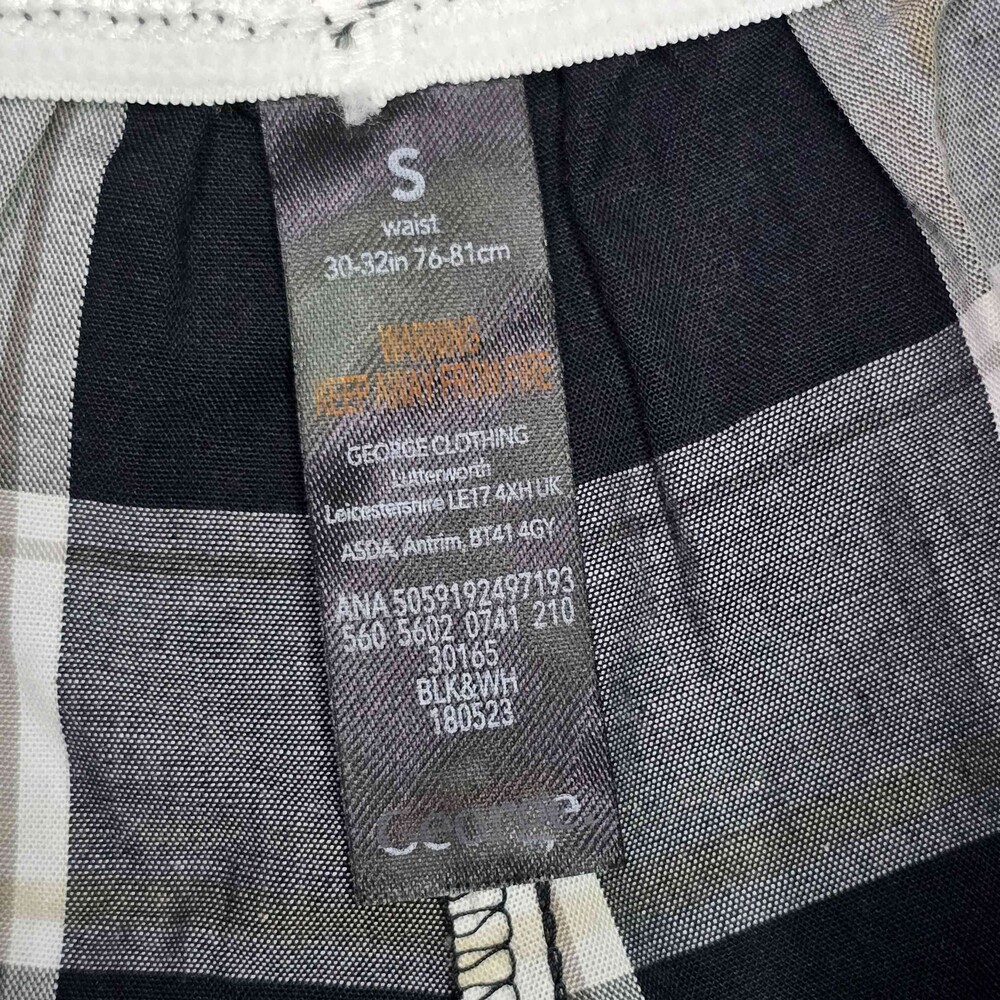 S
waist
30-32in 76-81cm
WARNING
KEEP AWAY FROM FIRE
GEORGE CLOTHING
Lutterworth
Leicestershire LE17 4XH UK
ASDA, Antrim, BT41 4GY
ANA 5059192497193
560 5602 0741 210
30165
BLK&WH
180523
George